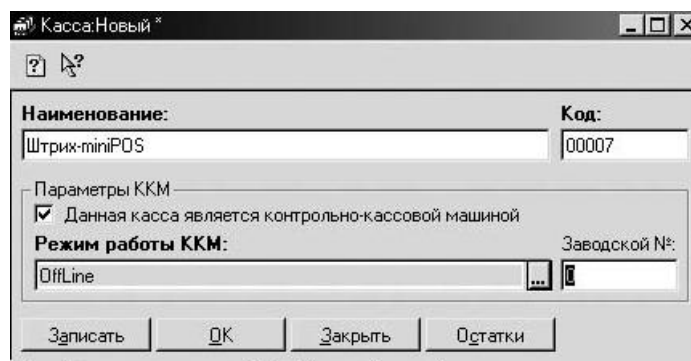 Касса:Новый *
Наименование: Код:
Штрих-miniPOS 00007
Параметры ККМ
Данная касса является контрольно-кассовой машиной
Режим работы ККМ: Заводской №:
OffLine ... 0
Записать OK Закрыть Остатки